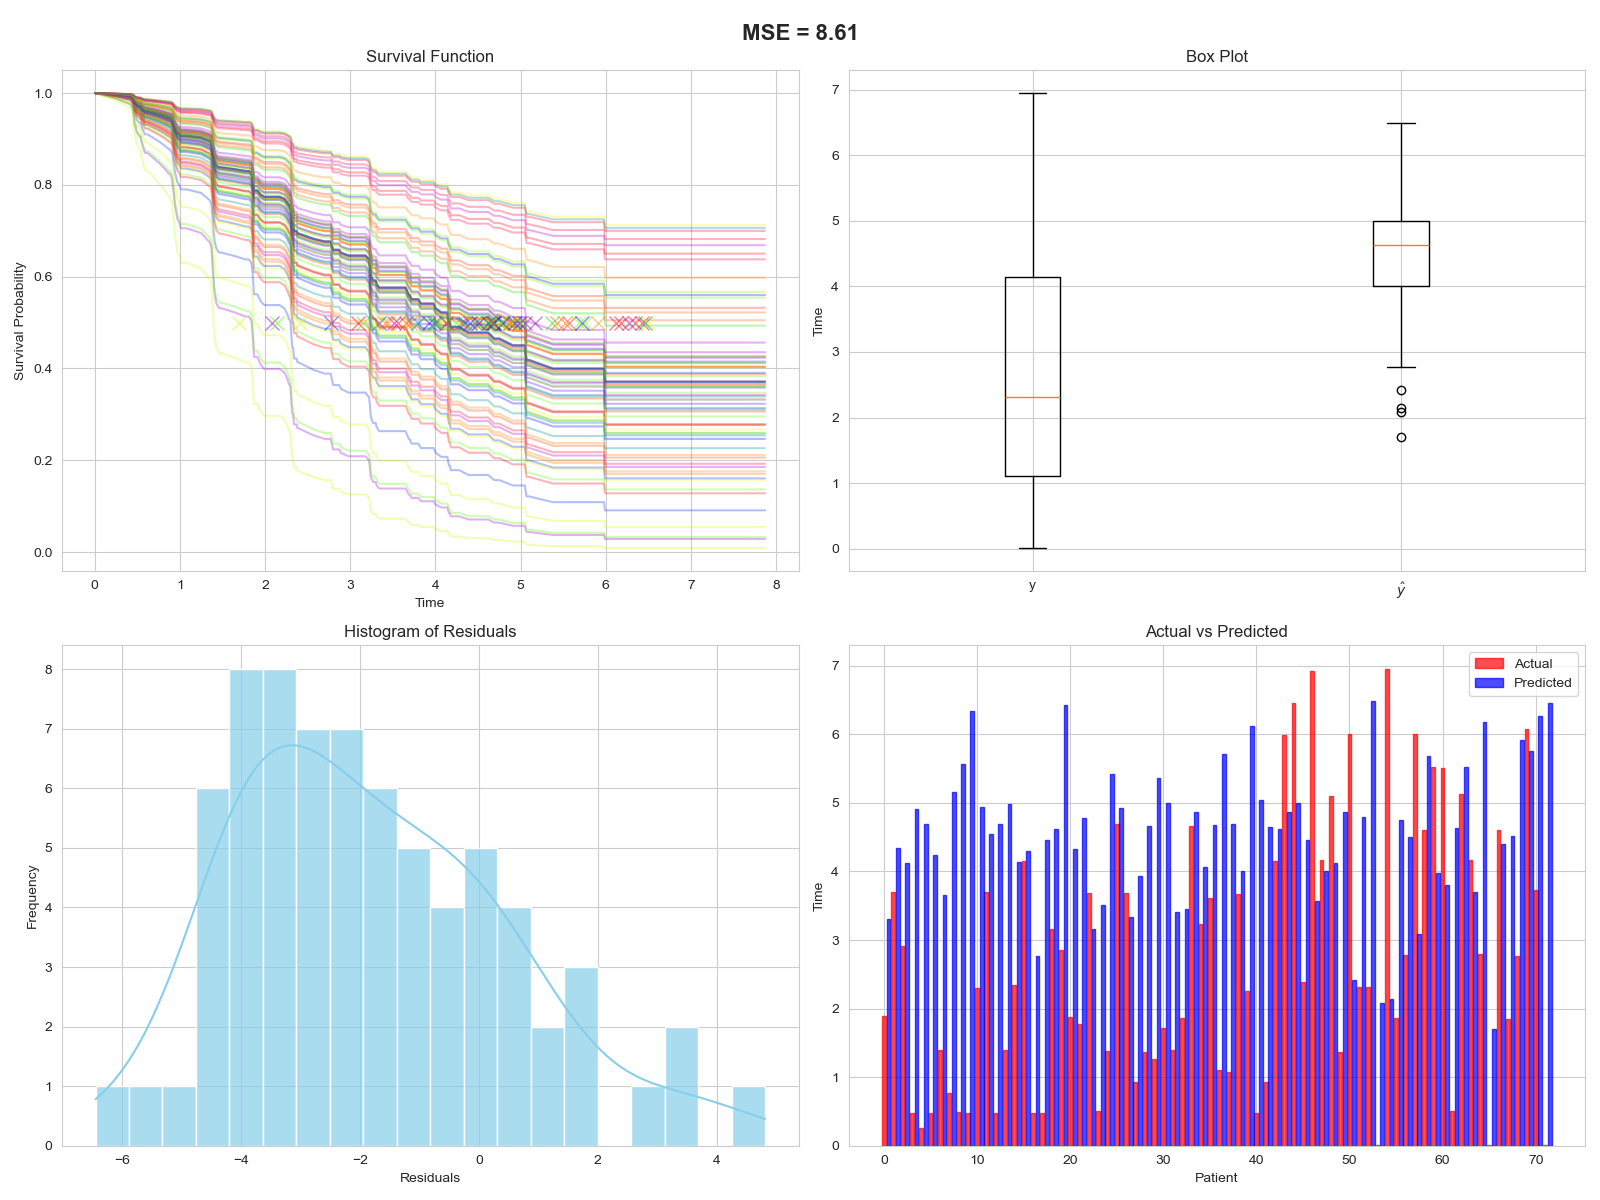 MSE = 8.61
Survival Function
Survival Probability
1.0
0.8
0.6
0.4
0.2
0.0
0 1 2 3 4 5 6 7 8
Time
Box Plot
Time
7
6
5
4
3
2
1
0
y ŷ
Histogram of Residuals
Frequency
8
7
6
5
4
3
2
1
0
−6 −4 −2 0 2 4
Residuals
Actual vs Predicted
Actual
Predicted
Time
7
6
5
4
3
2
1
0
0 10 20 30 40 50 60 70
Patient